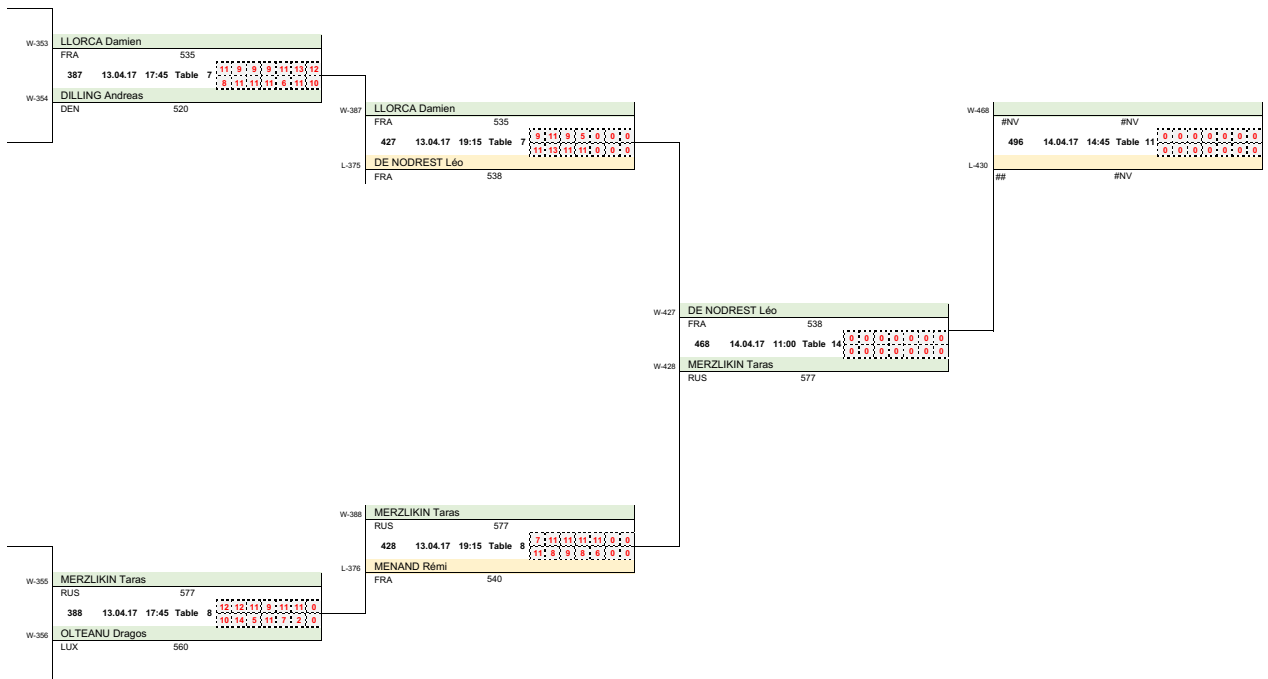 W-353 LLORCA Damien
FRA 535
387 13.04.17 17:45 Table 7 11 9 9 9 11 13 12
8 11 11 11 6 11 10
W-354 DILLING Andreas
DEN 520
W-387 LLORCA Damien
FRA 535
427 13.04.17 19:15 Table 7 9 11 9 5 0 0 0
11 13 11 11 0 0 0
L-375 DE NODREST Léo
FRA 538
W-468
#NV #NV
496 14.04.17 14:45 Table 11 0 0 0 0 0 0 0
0 0 0 0 0 0 0
L-430
## #NV
W-427 DE NODREST Léo
FRA 538
468 14.04.17 11:00 Table 14 0 0 0 0 0 0 0
0 0 0 0 0 0 0
W-428 MERZLIKIN Taras
RUS 577
W-388 MERZLIKIN Taras
RUS 577
428 13.04.17 19:15 Table 8 7 11 11 11 11 0 0
11 8 9 8 6 0 0
L-376 MENAND Rémi
FRA 540
W-355 MERZLIKIN Taras
RUS 577
388 13.04.17 17:45 Table 8 12 12 11 9 11 11 0
10 14 5 11 7 2 0
W-356 OLTEANU Dragos
LUX 560